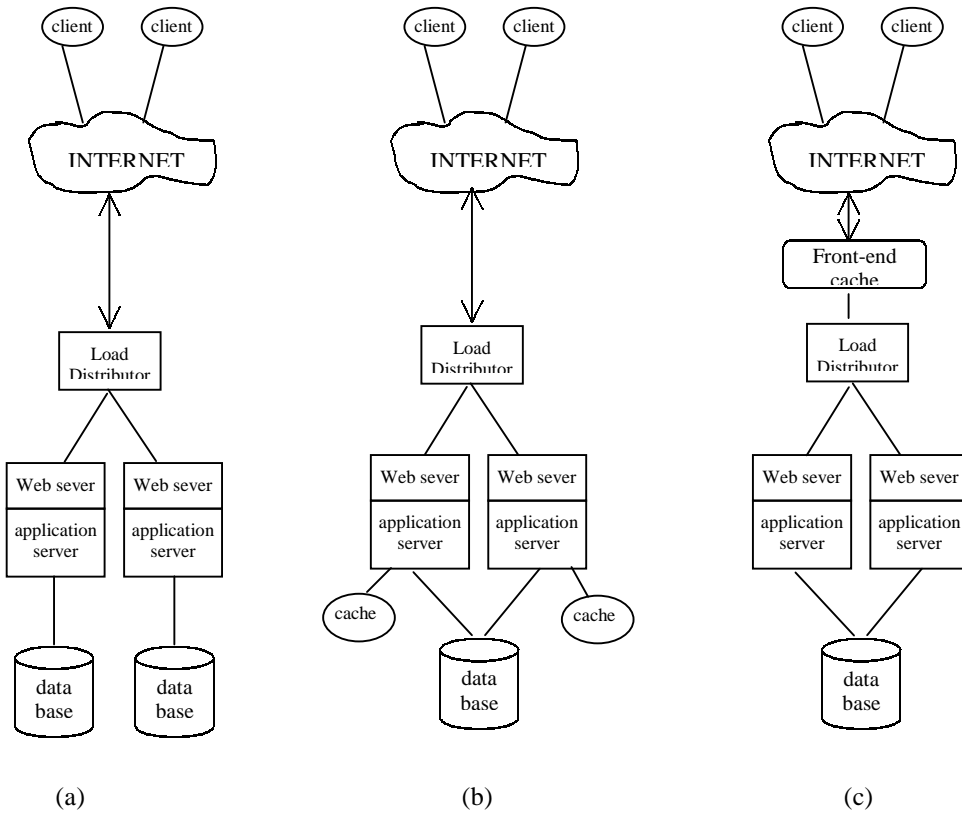 client
client
INTERNET
Load
Distributor
Web sever
application
server
Web sever
application
server
data
base
data
base
(a)
client
client
INTERNET
Load
Distributor
Web sever
application
server
Web sever
application
server
cache
cache
data
base
(b)
client
client
INTERNET
Front-end
cache
Load
Distributor
Web sever
application
server
Web sever
application
server
data
base
(c)